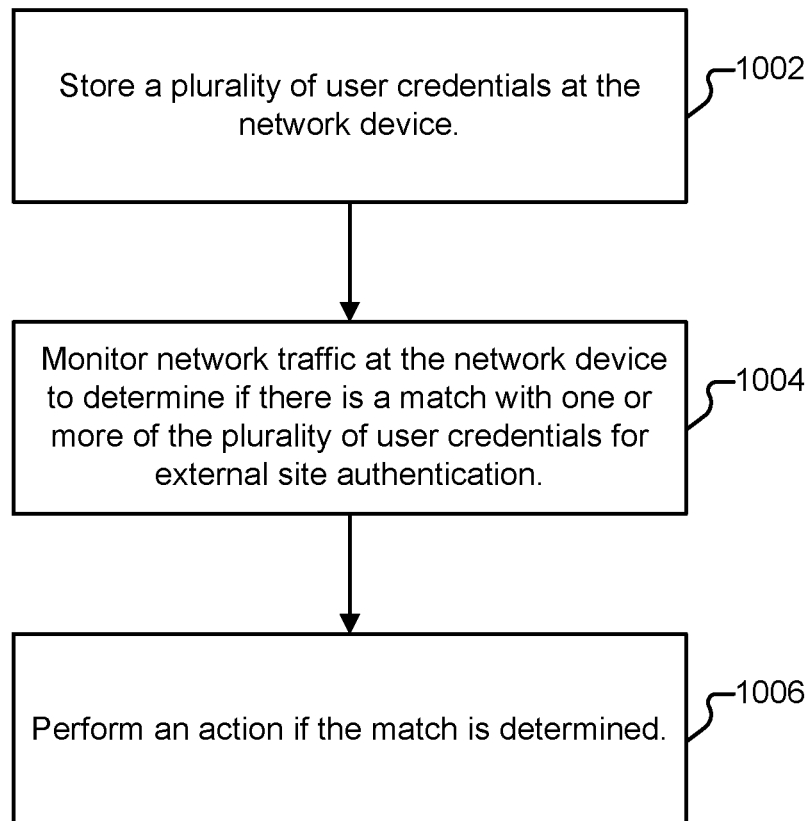 Store a plurality of user credentials at the
network device.
1002
Monitor network traffic at the network device
to determine if there is a match with one or
more of the plurality of user credentials for
external site authentication.
1004
Perform an action if the match is determined.
1006